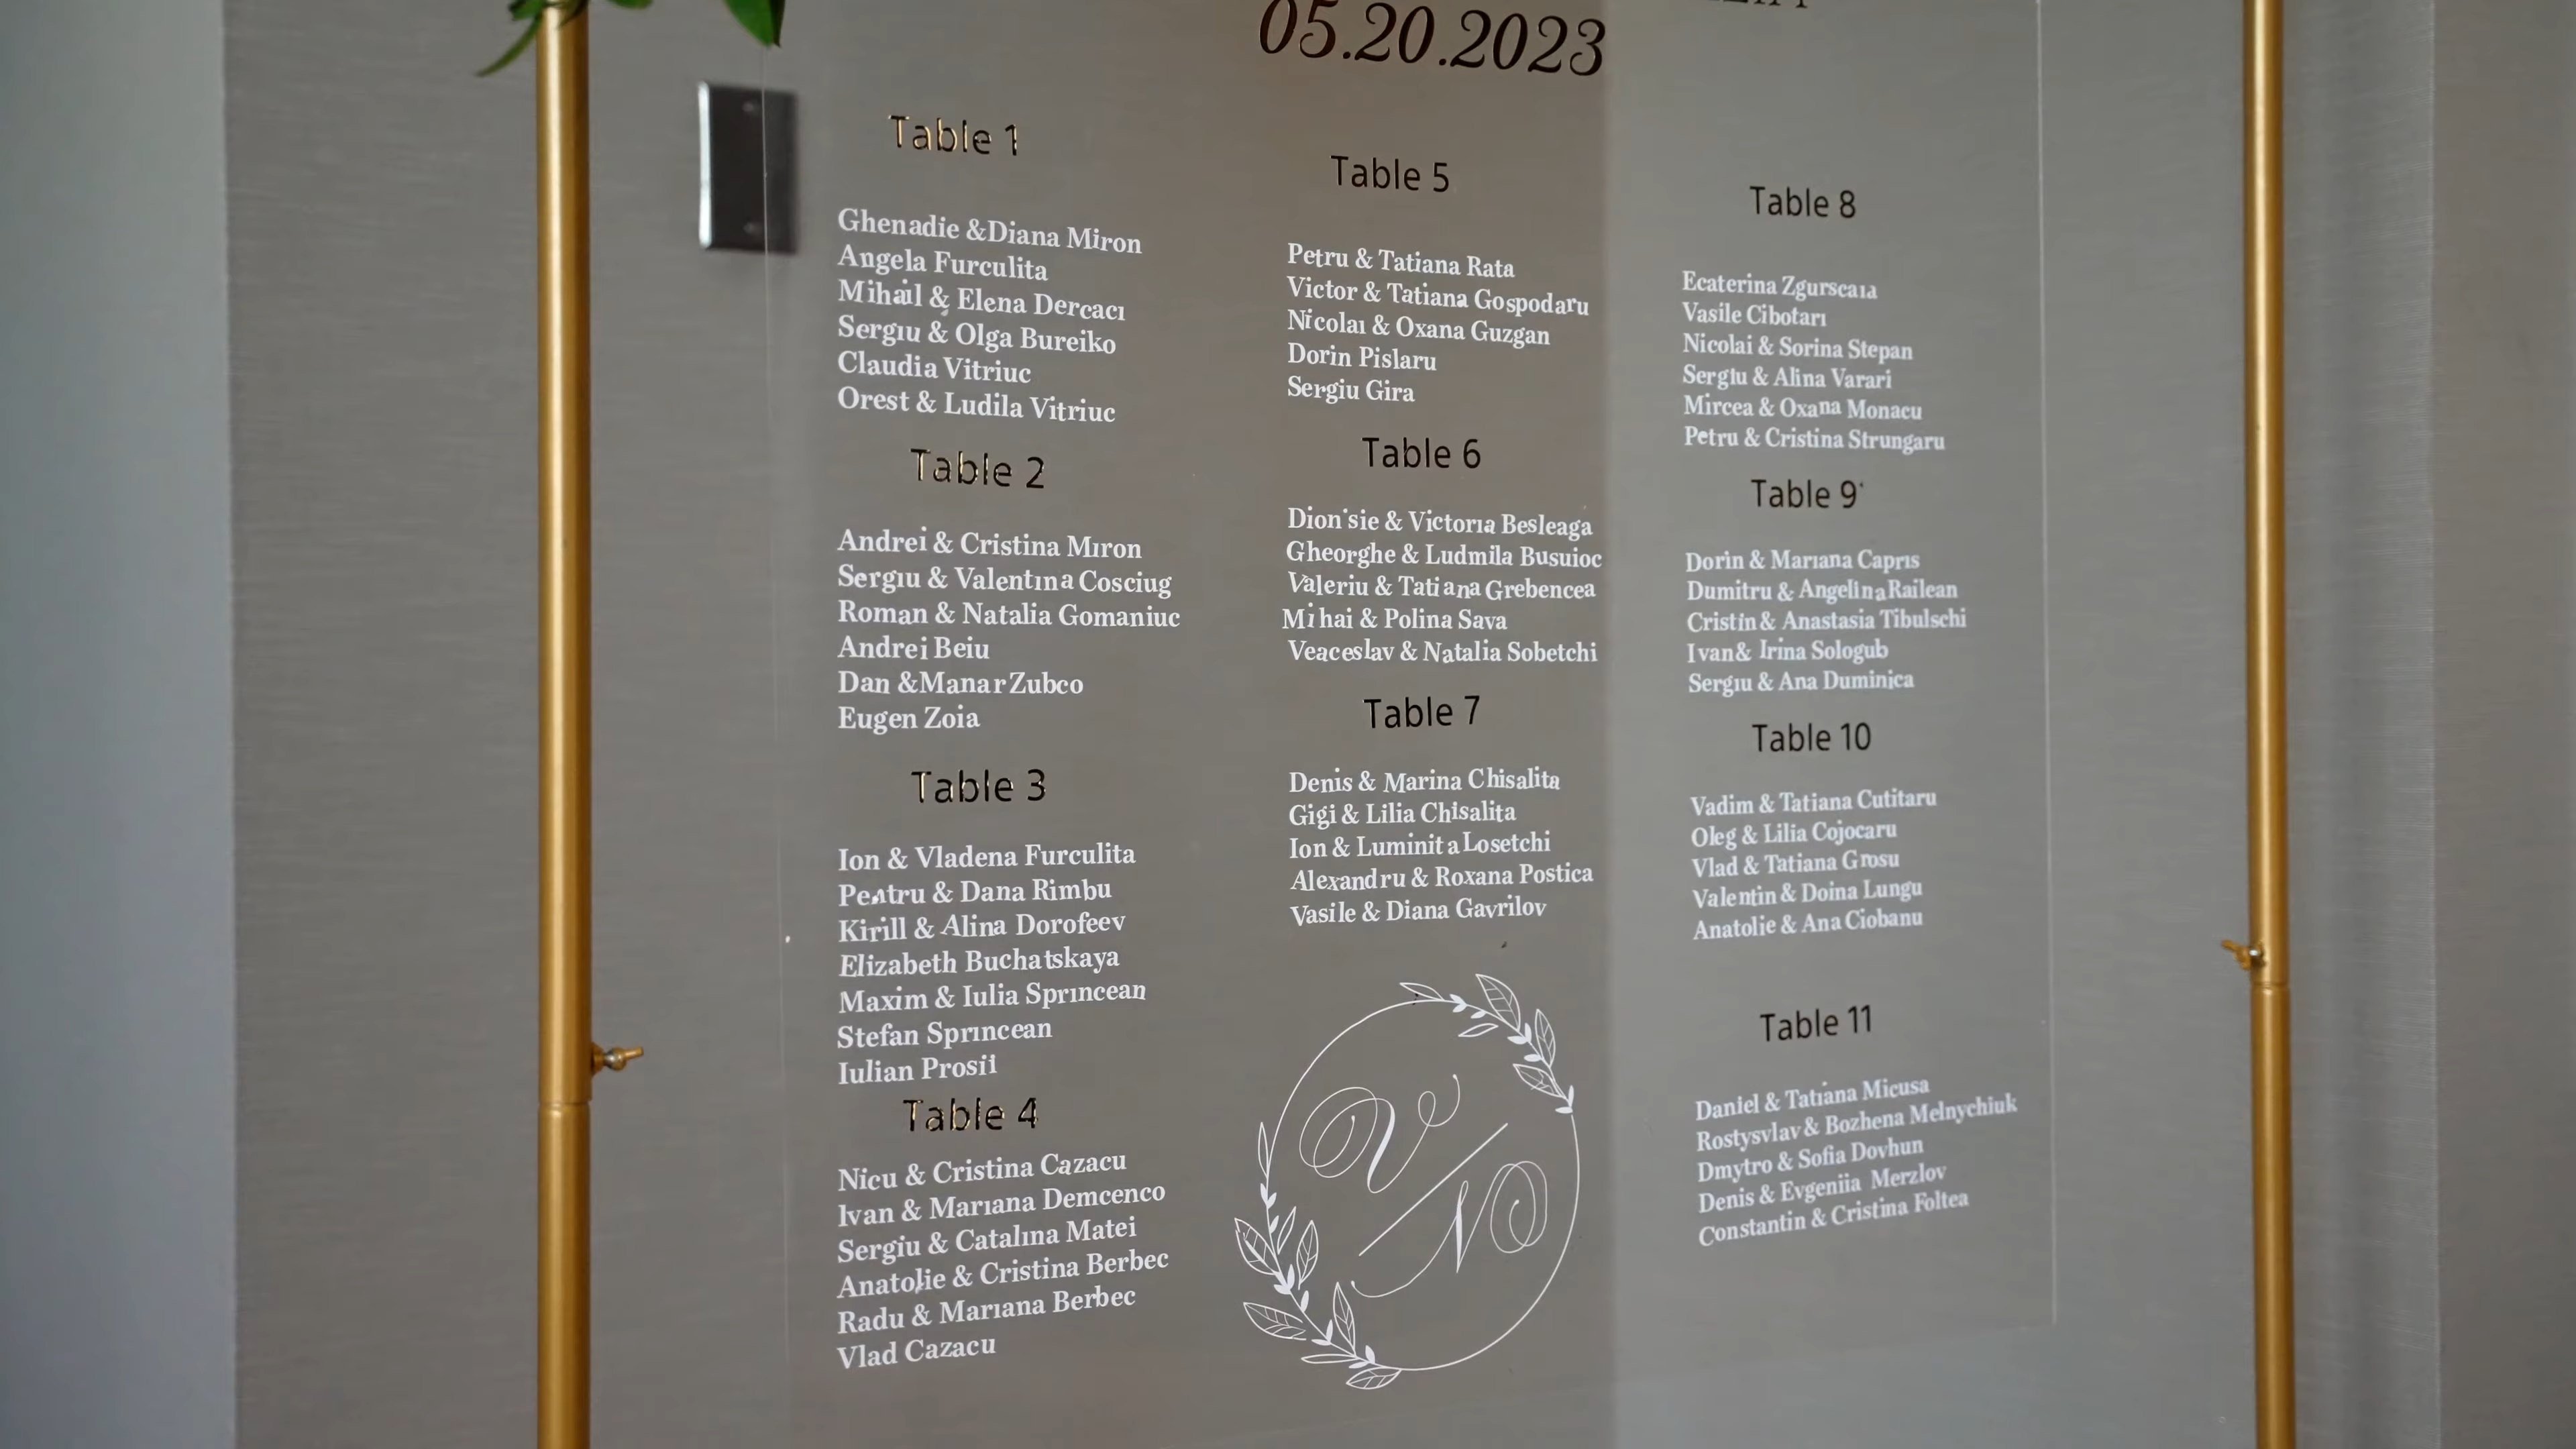 05.20.2023
Table 1
Ghenadie &Diana Miron
Angela Furculita
Mihail & Elena Dercaci
Sergiu & Olga Bureiko
Claudia Vitriuc
Orest & Ludila Vitriuc
Table 2
Andrei & Cristina Miron
Sergiu & Valentina Cosciug
Roman & Natalia Gomaniuc
Andrei Beiu
Dan &Manar Zubco
Eugen Zoia
Table 3
Ion & Vladena Furculita
Peatru & Dana Rimbu
Kirill & Alina Dorofeev
Elizabeth Buchatskaya
Maxim & Iulia Sprincean
Stefan Sprincean
Iulian Prosii
Table 4
Nicu & Cristina Cazacu
Ivan & Mariana Demcenco
Sergiu & Catalina Matei
Anatolie & Cristina Berbec
Radu & Mariana Berbec
Vlad Cazacu
Table 5
Petru & Tatiana Rata
Victor & Tatiana Gospodaru
Nicolai & Oxana Guzgan
Dorin Pislaru
Sergiu Gira
Table 6
Dionisie & Victoria Besleaga
Gheorghe & Ludmila Busuioc
Valeriu & Tatiana Grebencea
Mihai & Polina Sava
Veaceslav & Natalia Sobetchi
Table 7
Denis & Marina Chisalita
Gigi & Lilia Chisalita
Ion & Luminita Losetchi
Alexandru & Roxana Postica
Vasile & Diana Gavrilov
V
N
Table 8
Ecaterina Zgurscaia
Vasile Cibotari
Nicolai & Sorina Stepan
Sergiu & Alina Varari
Mircea & Oxana Monacu
Petru & Cristina Strungaru
Table 9
Dorin & Mariana Capris
Dumitru & Angelina Railean
Cristin & Anastasia Tibulschi
Ivan& Irina Sologub
Sergiu & Ana Duminica
Table 10
Vadim & Tatiana Cutitaru
Oleg & Lilia Cojocaru
Vlad & Tatiana Grosu
Valentin & Doina Lungu
Anatolie & Ana Ciobanu
Table 11
Daniel & Tatiana Micusa
Rostysvlav & Bozhena Melnychiuk
Dmytro & Sofia Dovhun
Denis & Evgeniia Merzlov
Constantin & Cristina Foltea